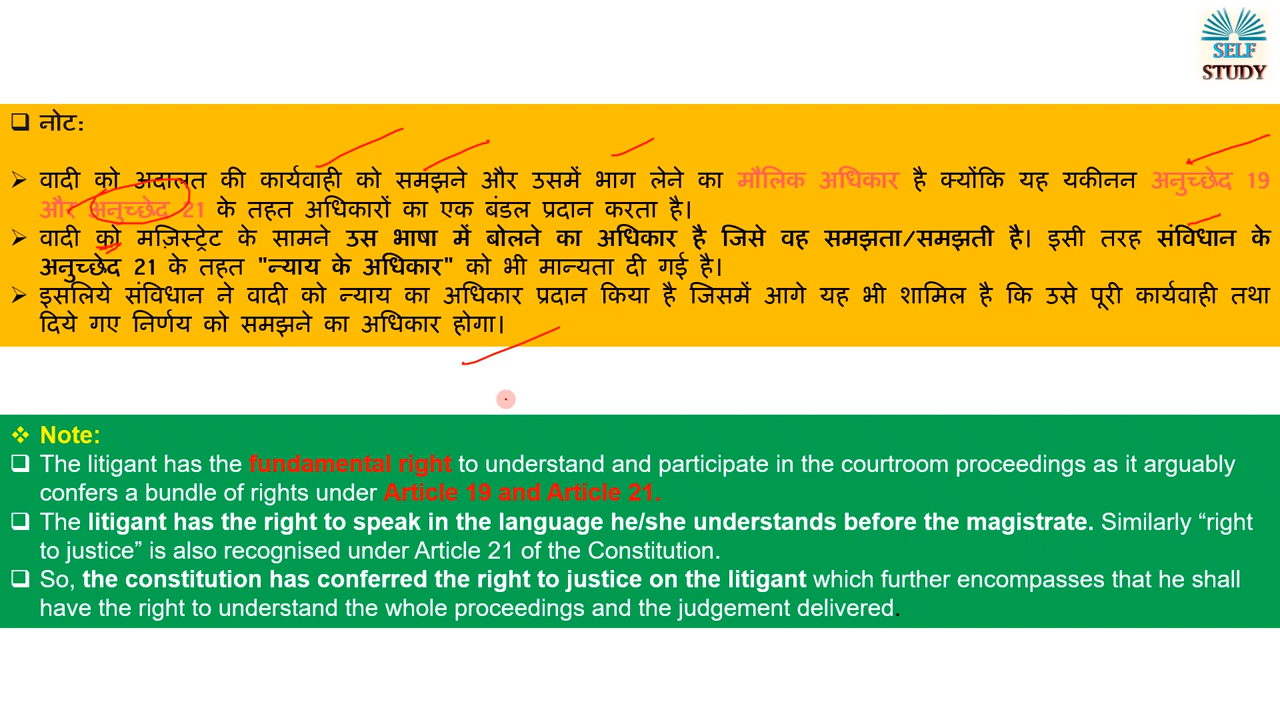 SELF
STUDY
❑ नोट:
➢ वादी को अदालत की कार्यवाही को समझने और उसमें भाग लेने का मौलिक अधिकार है क्योंकि यह यकीनन अनुच्छेद 19
और अनुच्छेद 21 के तहत अधिकारों का एक बंडल प्रदान करता है।
➢ वादी को मज़िस्ट्रेट के सामने उस भाषा में बोलने का अधिकार है जिसे वह समझता/समझती है। इसी तरह संविधान के
अनुच्छेद 21 के तहत "न्याय के अधिकार" को भी मान्यता दी गई है।
➢ इसलिये संविधान ने वादी को न्याय का अधिकार प्रदान किया है जिसमें आगे यह भी शामिल है कि उसे पूरी कार्यवाही तथा
दिये गए निर्णय को समझने का अधिकार होगा।
❖ Note:
❑ The litigant has the fundamental right to understand and participate in the courtroom proceedings as it arguably
confers a bundle of rights under Article 19 and Article 21.
❑ The litigant has the right to speak in the language he/she understands before the magistrate. Similarly “right
to justice” is also recognised under Article 21 of the Constitution.
❑ So, the constitution has conferred the right to justice on the litigant which further encompasses that he shall
have the right to understand the whole proceedings and the judgement delivered.